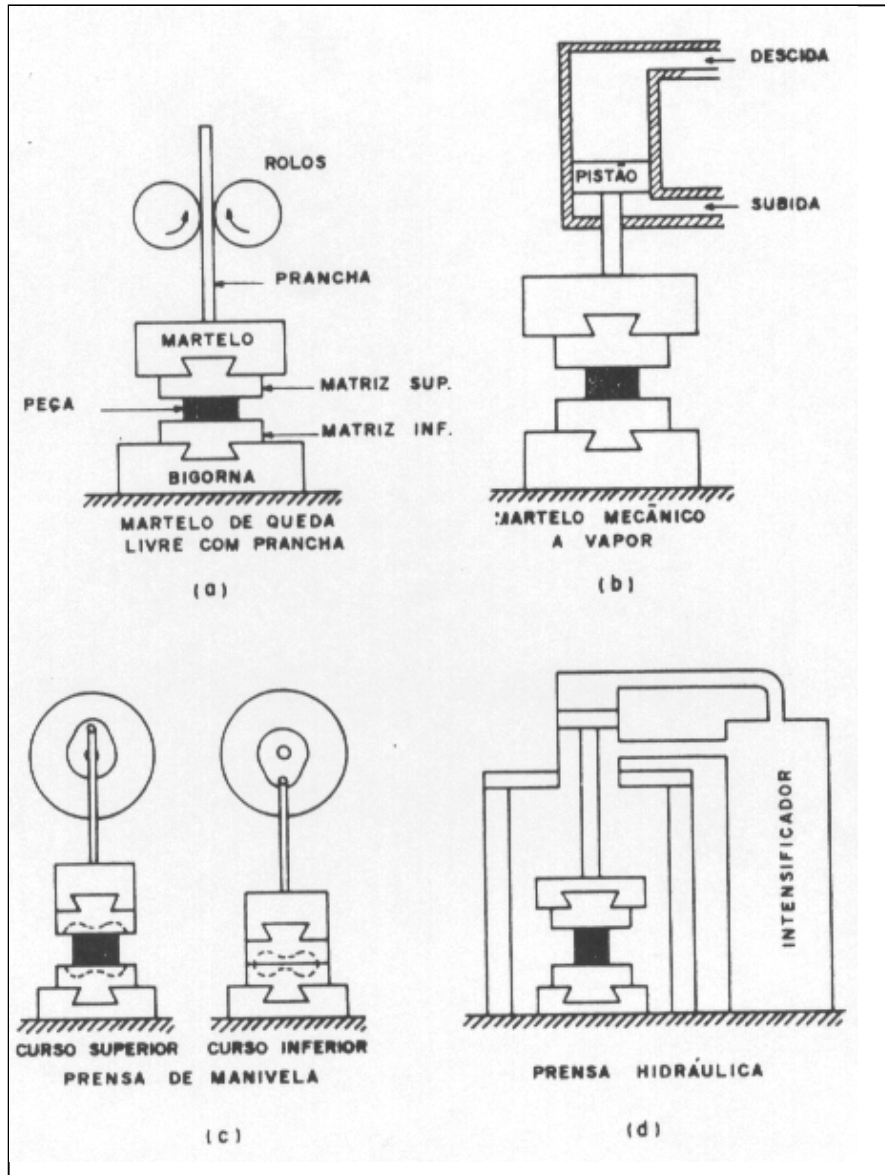 ROLOS
PRANCHA
MARTELO
MATRIZ SUP.
PEÇA
MATRIZ INF.
BIGORNA
MARTELO DE QUEDA
LIVRE COM PRANCHA
(a)
DESCIDA
PISTÃO
SUBIDA
MARTELO MECÂNICO
A VAPOR
(b)
CURSO SUPERIOR
CURSO INFERIOR
PRENSA DE MANIVELA
(c)
INTENSIFICADOR
PRENSA HIDRÁULICA
(d)